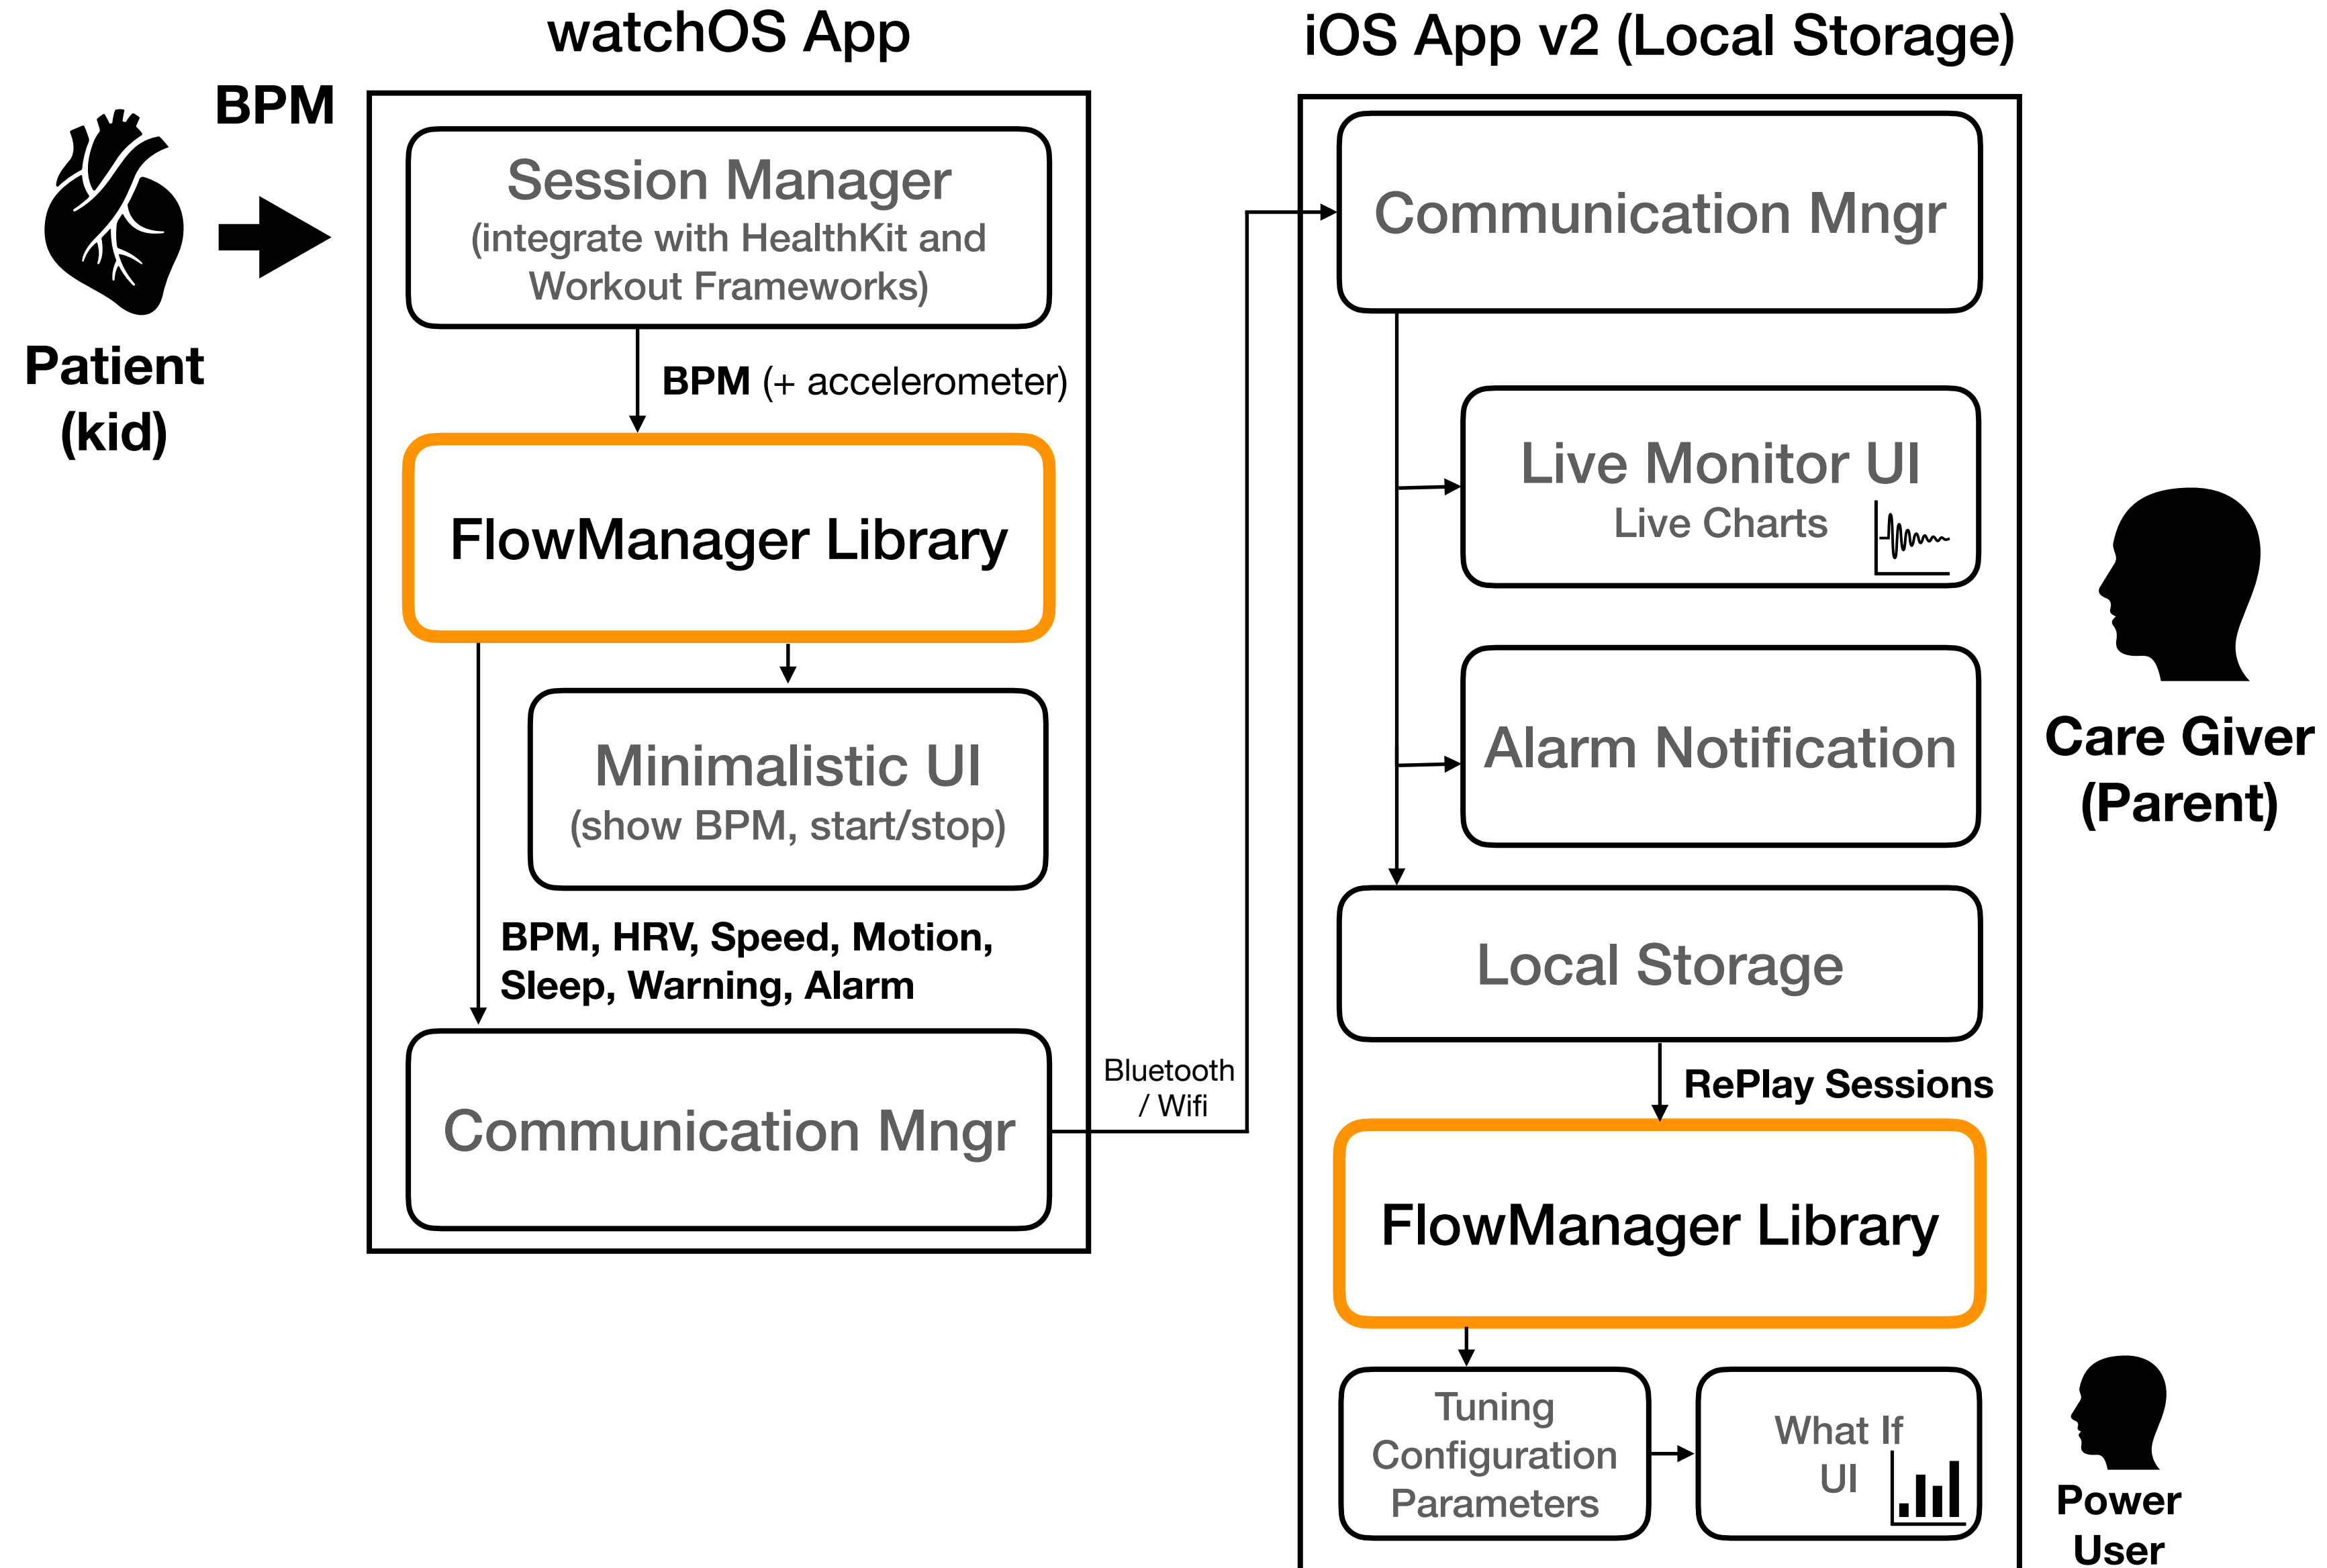 watchOS App
iOS App v2 (Local Storage)
BPM
Patient
(kid)
Session Manager
(integrate with HealthKit and
Workout Frameworks)
BPM (+ accelerometer)
FlowManager Library
Minimalistic UI
(show BPM, start/stop)
BPM, HRV, Speed, Motion,
Sleep, Warning, Alarm
Communication Mngr
Bluetooth
/ Wifi
Communication Mngr
Live Monitor UI
Live Charts
Alarm Notification
Care Giver
(Parent)
Local Storage
RePlay Sessions
FlowManager Library
Tuning
Configuration
Parameters
What If
UI
Power
User